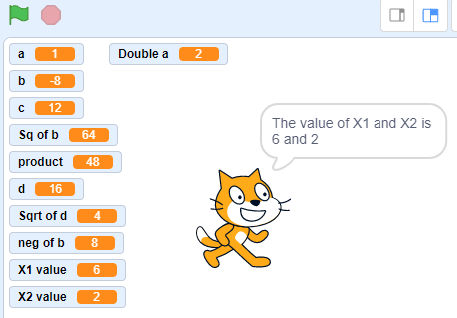 a 1 Double a 2
b -8
c 12
Sq of b 64
product 48
d 16
Sqrt of d 4
neg of b 8
X1 value 6
X2 value 2
The value of X1 and X2 is
6 and 2